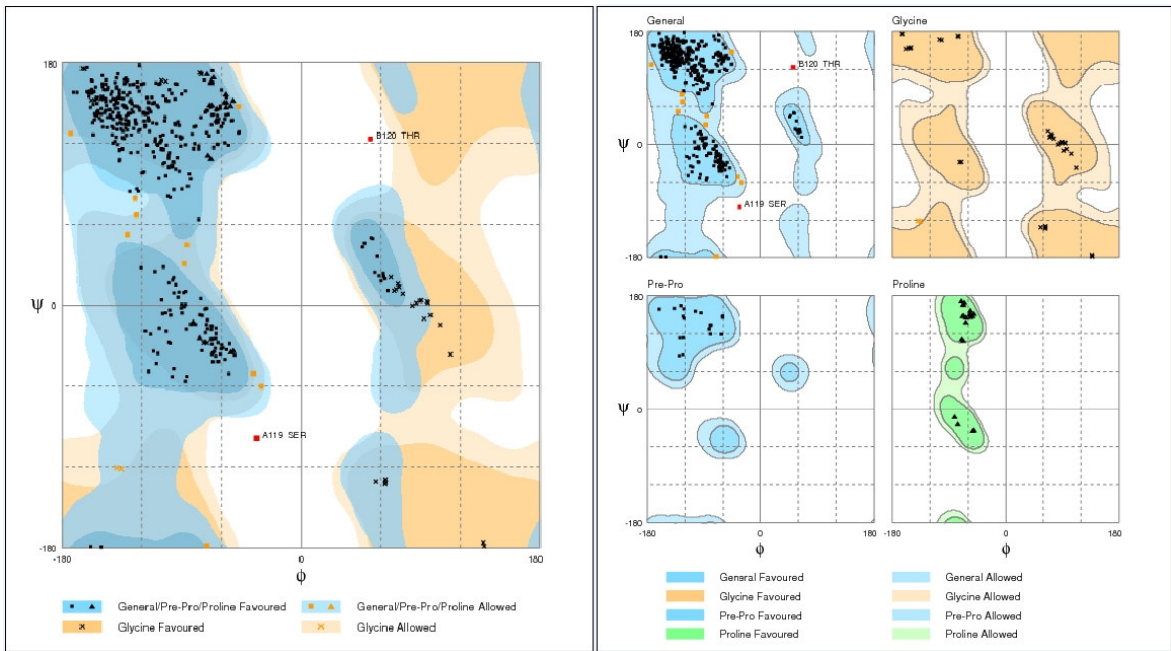 180
B120 THR
ψ
0
A119 SER
-180
-180
0
180
ϕ
General/Pre-Pro/Proline Favoured
General/Pre-Pro/Proline Allowed
Glycine Favoured
Glycine Allowed
General
Glycine
180
B120 THR
ψ
0
A119 SER
-180
Pre-Pro
Proline
180
ψ
0
-180
-180
0
180
-180
0
180
ϕ
ϕ
General Favoured
General Allowed
Glycine Favoured
Glycine Allowed
Pre-Pro Favoured
Pre-Pro Allowed
Proline Favoured
Proline Allowed